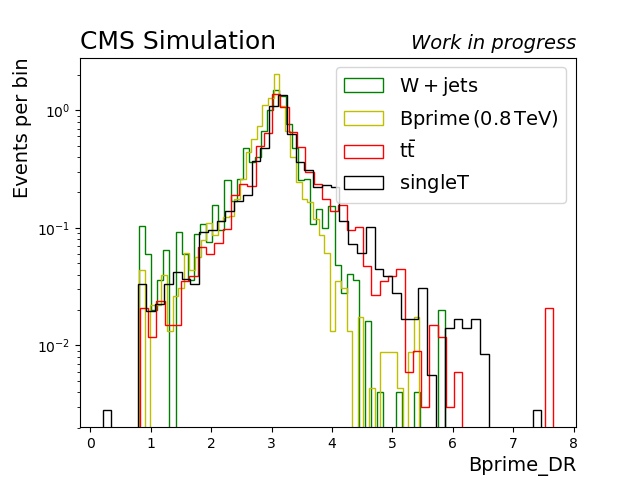 CMS Simulation Work in progress
Events per bin
W + jets
Bprime (0.8 TeV)
tt̄
singleT
10⁰
10⁻¹
10⁻²
0 1 2 3 4 5 6 7 8
Bprime_DR